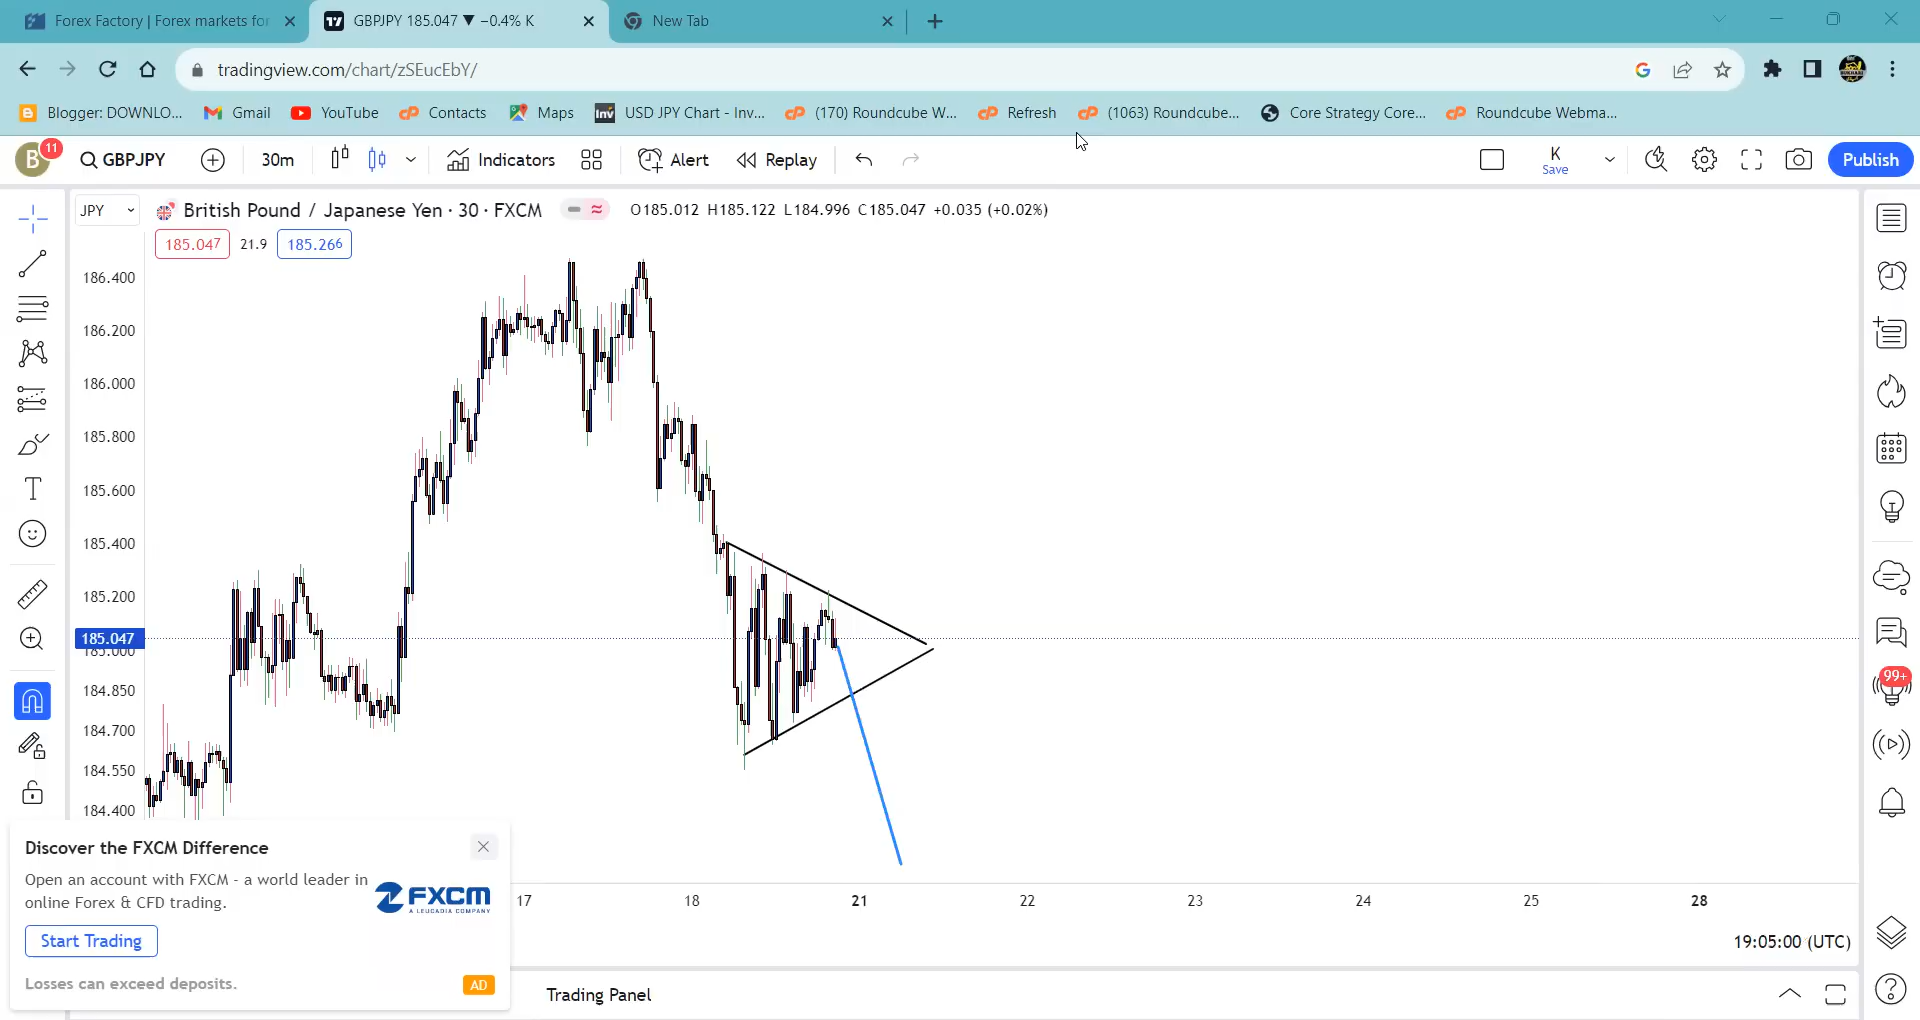 Forex Factory | Forex markets for
GBPJPY 185.047 ▼ −0.4% K
New Tab
tradingview.com/chart/zSEucEbY/
Blogger: DOWNLO...
Gmail
YouTube
Contacts
Maps
Inv
USD JPY Chart - Inv...
(170) Roundcube W...
Refresh
(1063) Roundcube...
Core Strategy Core...
Roundcube Webma...
B
11
GBPJPY
30m
Indicators
Alert
Replay
K
Save
Publish
JPY
British Pound / Japanese Yen · 30 · FXCM
O185.012 H185.122 L184.996 C185.047 +0.035 (+0.02%)
185.047
21.9
185.266
186.400
186.200
186.000
185.800
185.600
185.400
185.200
185.047
185.000
184.850
184.700
184.550
184.400
99+
Discover the FXCM Difference
Open an account with FXCM - a world leader in
online Forex & CFD trading.
FXCM
A LEUCADIA COMPANY
Start Trading
Losses can exceed deposits.
AD
17
18
21
22
23
24
25
28
19:05:00 (UTC)
Trading Panel